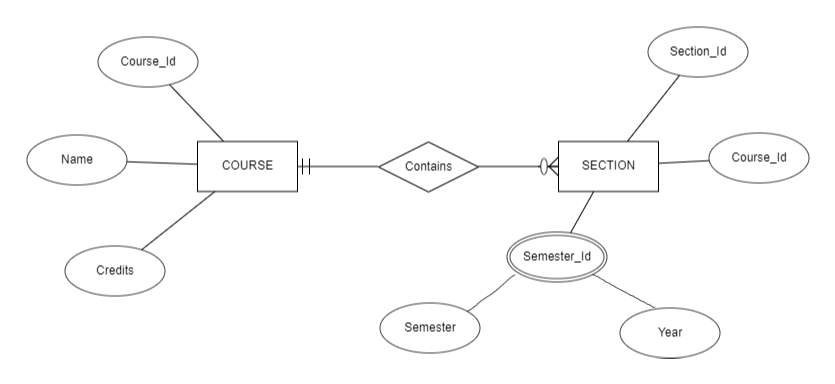 Section_Id
Course_Id
Name
COURSE
Contains
SECTION
Course_Id
Credits
Semester_Id
Semester
Year